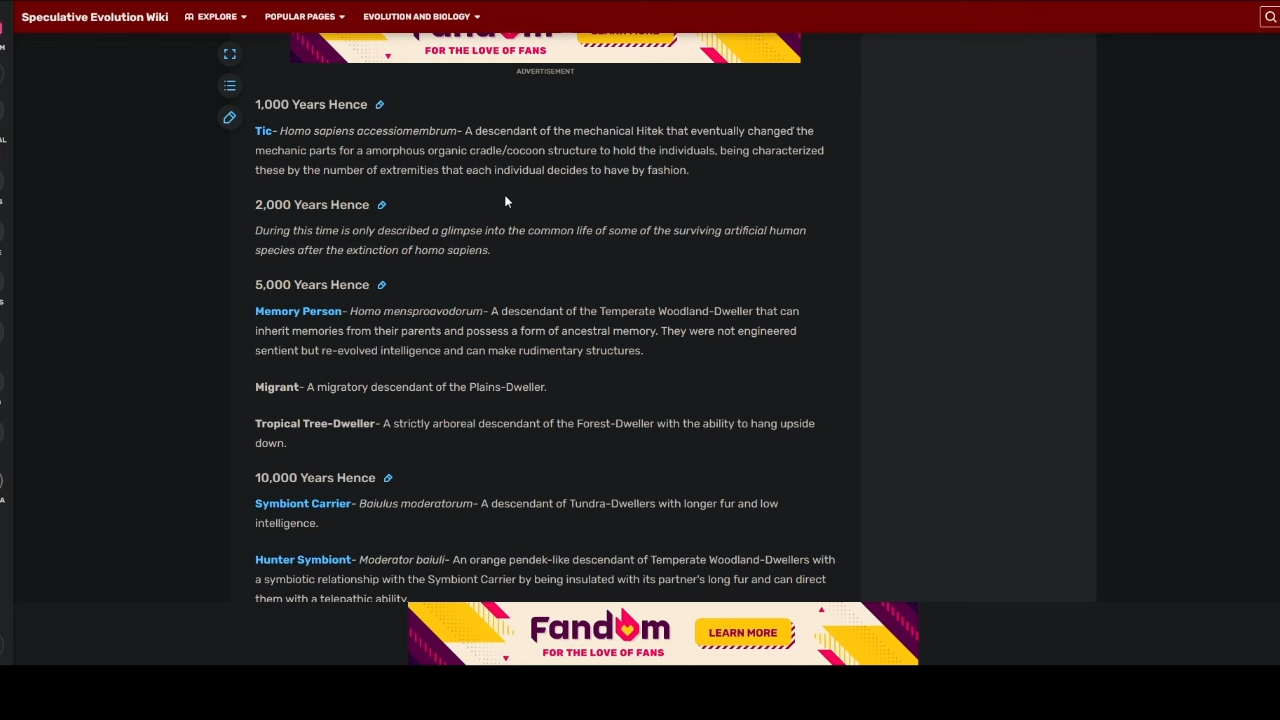 Speculative Evolution Wiki EXPLORE POPULAR PAGES EVOLUTION AND BIOLOGY
FOR THE LOVE OF FANS
ADVERTISEMENT
1,000 Years Hence
Tic- Homo sapiens accessiomembrum- A descendant of the mechanical Hitek that eventually changed the
mechanic parts for a amorphous organic cradle/cocoon structure to hold the individuals, being characterized
these by the number of extremities that each individual decides to have by fashion.
2,000 Years Hence
During this time is only described a glimpse into the common life of some of the surviving artificial human
species after the extinction of homo sapiens.
5,000 Years Hence
Memory Person- Homo mensproavodorum- A descendant of the Temperate Woodland-Dweller that can
inherit memories from their parents and possess a form of ancestral memory. They were not engineered
sentient but re-evolved intelligence and can make rudimentary structures.
Migrant- A migratory descendant of the Plains-Dweller.
Tropical Tree-Dweller- A strictly arboreal descendant of the Forest-Dweller with the ability to hang upside
down.
10,000 Years Hence
Symbiont Carrier- Baiulus moderatorum- A descendant of Tundra-Dwellers with longer fur and low
intelligence.
Hunter Symbiont- Moderator baiuli- An orange pendek-like descendant of Temperate Woodland-Dwellers with
a symbiotic relationship with the Symbiont Carrier by being insulated with its partner's long fur and can direct
them with a telepathic ability.
Fandom
LEARN MORE
FOR THE LOVE OF FANS